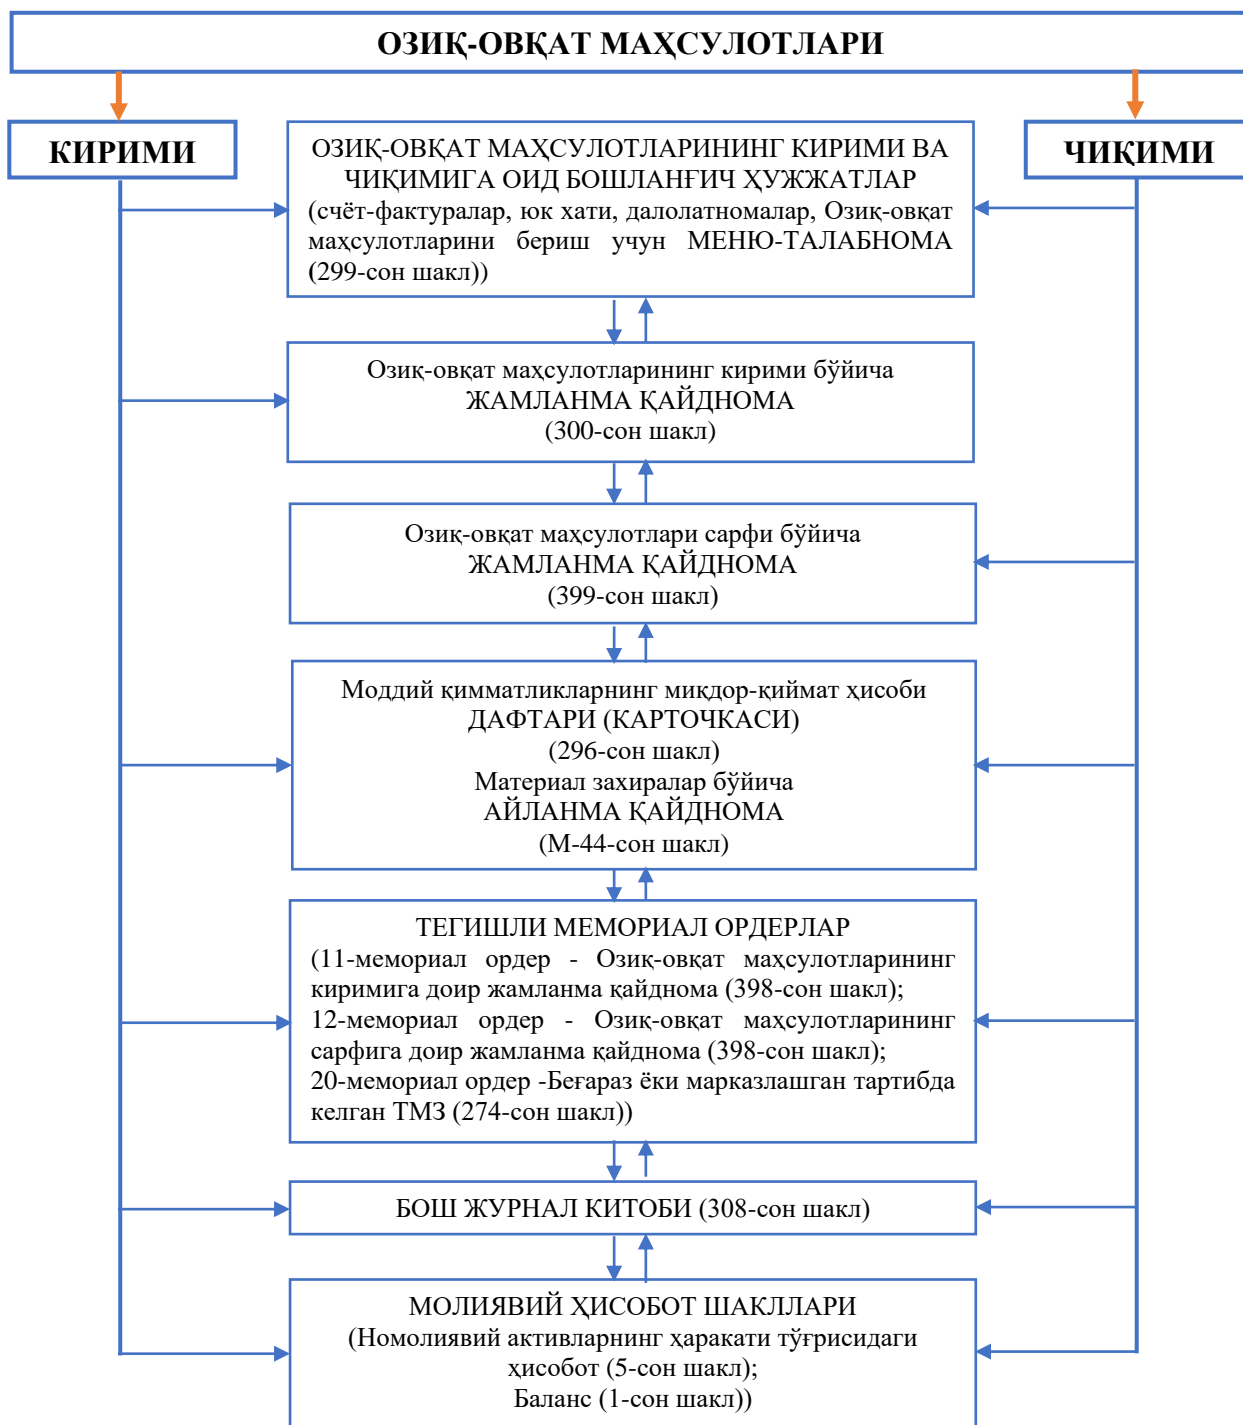 ОЗИҚ-ОВҚАТ МАҲСУЛОТЛАРИ
КИРИМИ
ЧИҚИМИ
ОЗИҚ-ОВҚАТ МАҲСУЛОТЛАРИНИНГ КИРИМИ ВА
ЧИҚИМИГА ОИД БОШЛАНҒИЧ ҲУЖЖАТЛАР
(счёт-фактуралар, юк хати, далолатномалар, Озиқ-овқат
маҳсулотларини бериш учун МЕНЮ-ТАЛАБНОМА
(299-сон шакл))
Озиқ-овқат маҳсулотларининг кирими бўйича
ЖАМЛАНМА ҚАЙДНОМА
(300-сон шакл)
Озиқ-овқат маҳсулотлари сарфи бўйича
ЖАМЛАНМА ҚАЙДНОМА
(399-сон шакл)
Моддий қимматликларнинг миқдор-қиймат ҳисоби
ДАФТАРИ (КАРТОЧКАСИ)
(296-сон шакл)
Материал захиралар бўйича
АЙЛАНМА ҚАЙДНОМА
(М-44-сон шакл)
ТЕГИШЛИ МЕМОРИАЛ ОРДЕРЛАР
(11-мемориал ордер - Озиқ-овқат маҳсулотларининг
киримига доир жамланма қайднома (398-сон шакл);
12-мемориал ордер - Озиқ-овқат маҳсулотларининг
сарфига доир жамланма қайднома (398-сон шакл);
20-мемориал ордер -Беғараз ёки марказлашган тартибда
келган ТМЗ (274-сон шакл))
БОШ ЖУРНАЛ КИТОБИ (308-сон шакл)
МОЛИЯВИЙ ҲИСОБОТ ШАКЛЛАРИ
(Номолиявий активларнинг ҳаракати тўғрисидаги
ҳисобот (5-сон шакл);
Баланс (1-сон шакл))